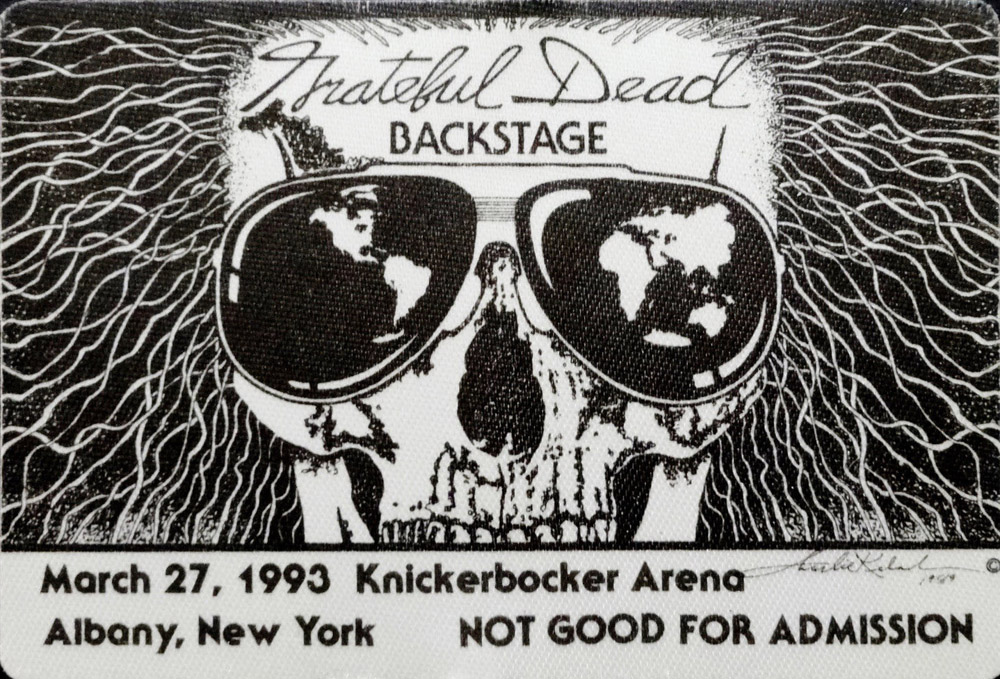 Grateful Dead
BACKSTAGE
March 27, 1993 Knickerbocker Arena
Albany, New York NOT GOOD FOR ADMISSION
©